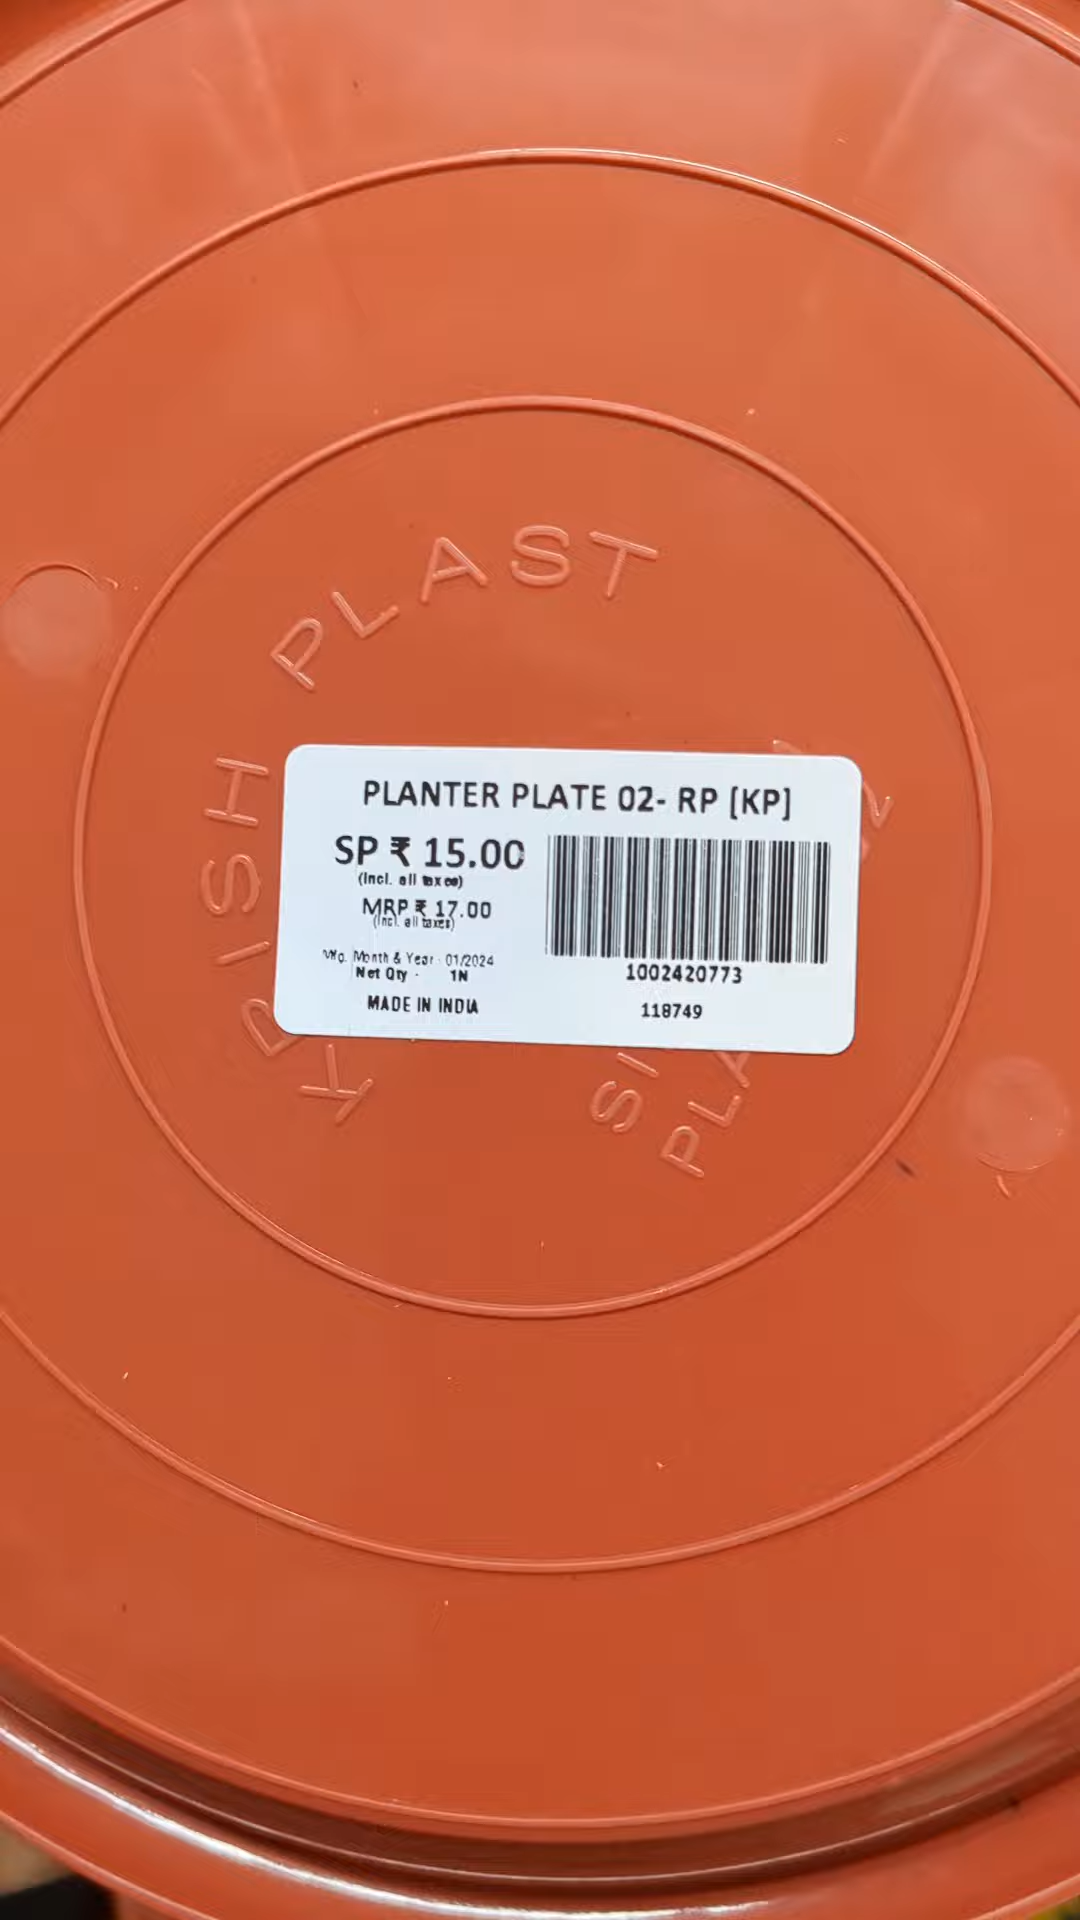 KRISH PLAST
PLANTER PLATE 02- RP [KP]
SP ₹ 15.00
(Incl. all taxes)
MRP ₹ 17.00
(Incl. all taxes)
Mfg. Month & Year - 01/2024
Net Qty - 1N
MADE IN INDIA
1002420773
118749